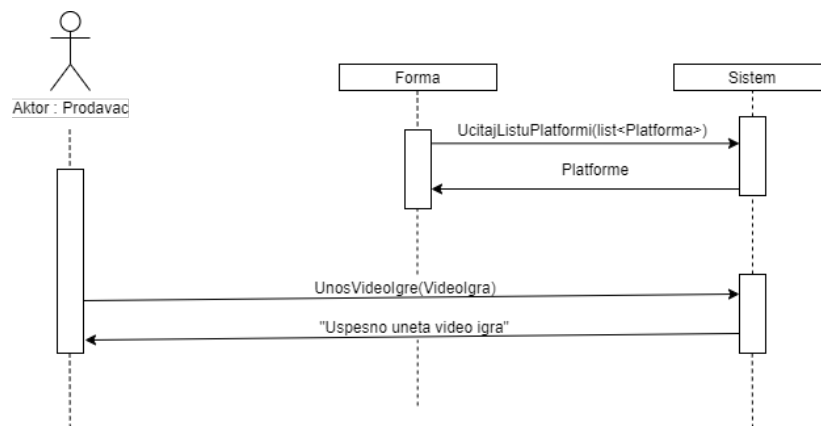 Forma
Sistem
Aktor : Prodavac
UcitajListuPlatformi(list<Platforma>)
Platforme
UnosVideoIgre(VideoIgra)
"Uspesno uneta video igra"